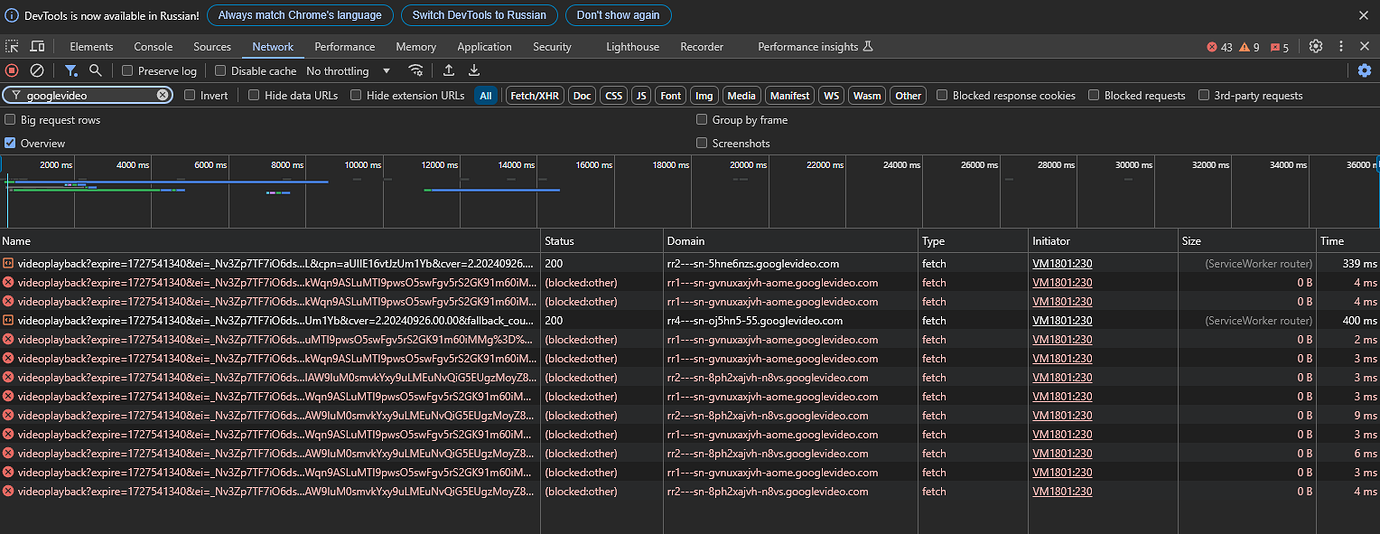 DevTools is now available in Russian! Always match Chrome's language Switch DevTools to Russian Don't show again
Elements Console Sources Network Performance Memory Application Security Lighthouse Recorder Performance insights 43 9 5
Preserve log Disable cache No throttling
googlevideo Invert Hide data URLs Hide extension URLs All Fetch/XHR Doc CSS JS Font Img Media Manifest WS Wasm Other Blocked response cookies Blocked requests 3rd-party requests
Big request rows Group by frame
Overview Screenshots
2000 ms 4000 ms 6000 ms 8000 ms 10000 ms 12000 ms 14000 ms 16000 ms 18000 ms 20000 ms 22000 ms 24000 ms 26000 ms 28000 ms 30000 ms 32000 ms 34000 ms 36000 ms
Name Status Domain Type Initiator Size Time
videoplayback?expire=1727541340&ei=_Nv3Zp7TF7iO6ds... 200 rr2---sn-5hne6nzs.googlevideo.com fetch VM1801:230 (ServiceWorker router) 339 ms
videoplayback?expire=1727541340&ei=_Nv3Zp7TF7iO6ds...kWqn9ASLuMTI9pwsO5swFgv5rS2GK91m60iM... (blocked:other) rr1---sn-gvnuxaxjvh-aome.googlevideo.com fetch VM1801:230 0 B 4 ms
videoplayback?expire=1727541340&ei=_Nv3Zp7TF7iO6ds...kWqn9ASLuMTI9pwsO5swFgv5rS2GK91m60iM... (blocked:other) rr1---sn-gvnuxaxjvh-aome.googlevideo.com fetch VM1801:230 0 B 4 ms
videoplayback?expire=1727541340&ei=_Nv3Zp7TF7iO6ds...Um1Yb&cver=2.20240926.00.00&fallback_cou... 200 rr4---sn-oj5hn5-55.googlevideo.com fetch VM1801:230 (ServiceWorker router) 400 ms
videoplayback?expire=1727541340&ei=_Nv3Zp7TF7iO6ds...uMTI9pwsO5swFgv5rS2GK91m60iMMg%3D%... (blocked:other) rr1---sn-gvnuxaxjvh-aome.googlevideo.com fetch VM1801:230 0 B 2 ms
videoplayback?expire=1727541340&ei=_Nv3Zp7TF7iO6ds...kWqn9ASLuMTI9pwsO5swFgv5rS2GK91m60iM... (blocked:other) rr1---sn-gvnuxaxjvh-aome.googlevideo.com fetch VM1801:230 0 B 3 ms
videoplayback?expire=1727541340&ei=_Nv3Zp7TF7iO6ds...IAW9IuM0smvkYxy9uLMEuNvQiG5EUgzMoyZ8... (blocked:other) rr2---sn-8ph2xajvh-n8vs.googlevideo.com fetch VM1801:230 0 B 3 ms
videoplayback?expire=1727541340&ei=_Nv3Zp7TF7iO6ds...Wqn9ASLuMTI9pwsO5swFgv5rS2GK91m60iM... (blocked:other) rr1---sn-gvnuxaxjvh-aome.googlevideo.com fetch VM1801:230 0 B 3 ms
videoplayback?expire=1727541340&ei=_Nv3Zp7TF7iO6ds...AW9IuM0smvkYxy9uLMEuNvQiG5EUgzMoyZ8... (blocked:other) rr2---sn-8ph2xajvh-n8vs.googlevideo.com fetch VM1801:230 0 B 9 ms
videoplayback?expire=1727541340&ei=_Nv3Zp7TF7iO6ds...Wqn9ASLuMTI9pwsO5swFgv5rS2GK91m60iM... (blocked:other) rr1---sn-gvnuxaxjvh-aome.googlevideo.com fetch VM1801:230 0 B 3 ms
videoplayback?expire=1727541340&ei=_Nv3Zp7TF7iO6ds...AW9IuM0smvkYxy9uLMEuNvQiG5EUgzMoyZ8... (blocked:other) rr2---sn-8ph2xajvh-n8vs.googlevideo.com fetch VM1801:230 0 B 6 ms
videoplayback?expire=1727541340&ei=_Nv3Zp7TF7iO6ds...Wqn9ASLuMTI9pwsO5swFgv5rS2GK91m60iM... (blocked:other) rr1---sn-gvnuxaxjvh-aome.googlevideo.com fetch VM1801:230 0 B 3 ms
videoplayback?expire=1727541340&ei=_Nv3Zp7TF7iO6ds...AW9IuM0smvkYxy9uLMEuNvQiG5EUgzMoyZ8... (blocked:other) rr2---sn-8ph2xajvh-n8vs.googlevideo.com fetch VM1801:230 0 B 4 ms